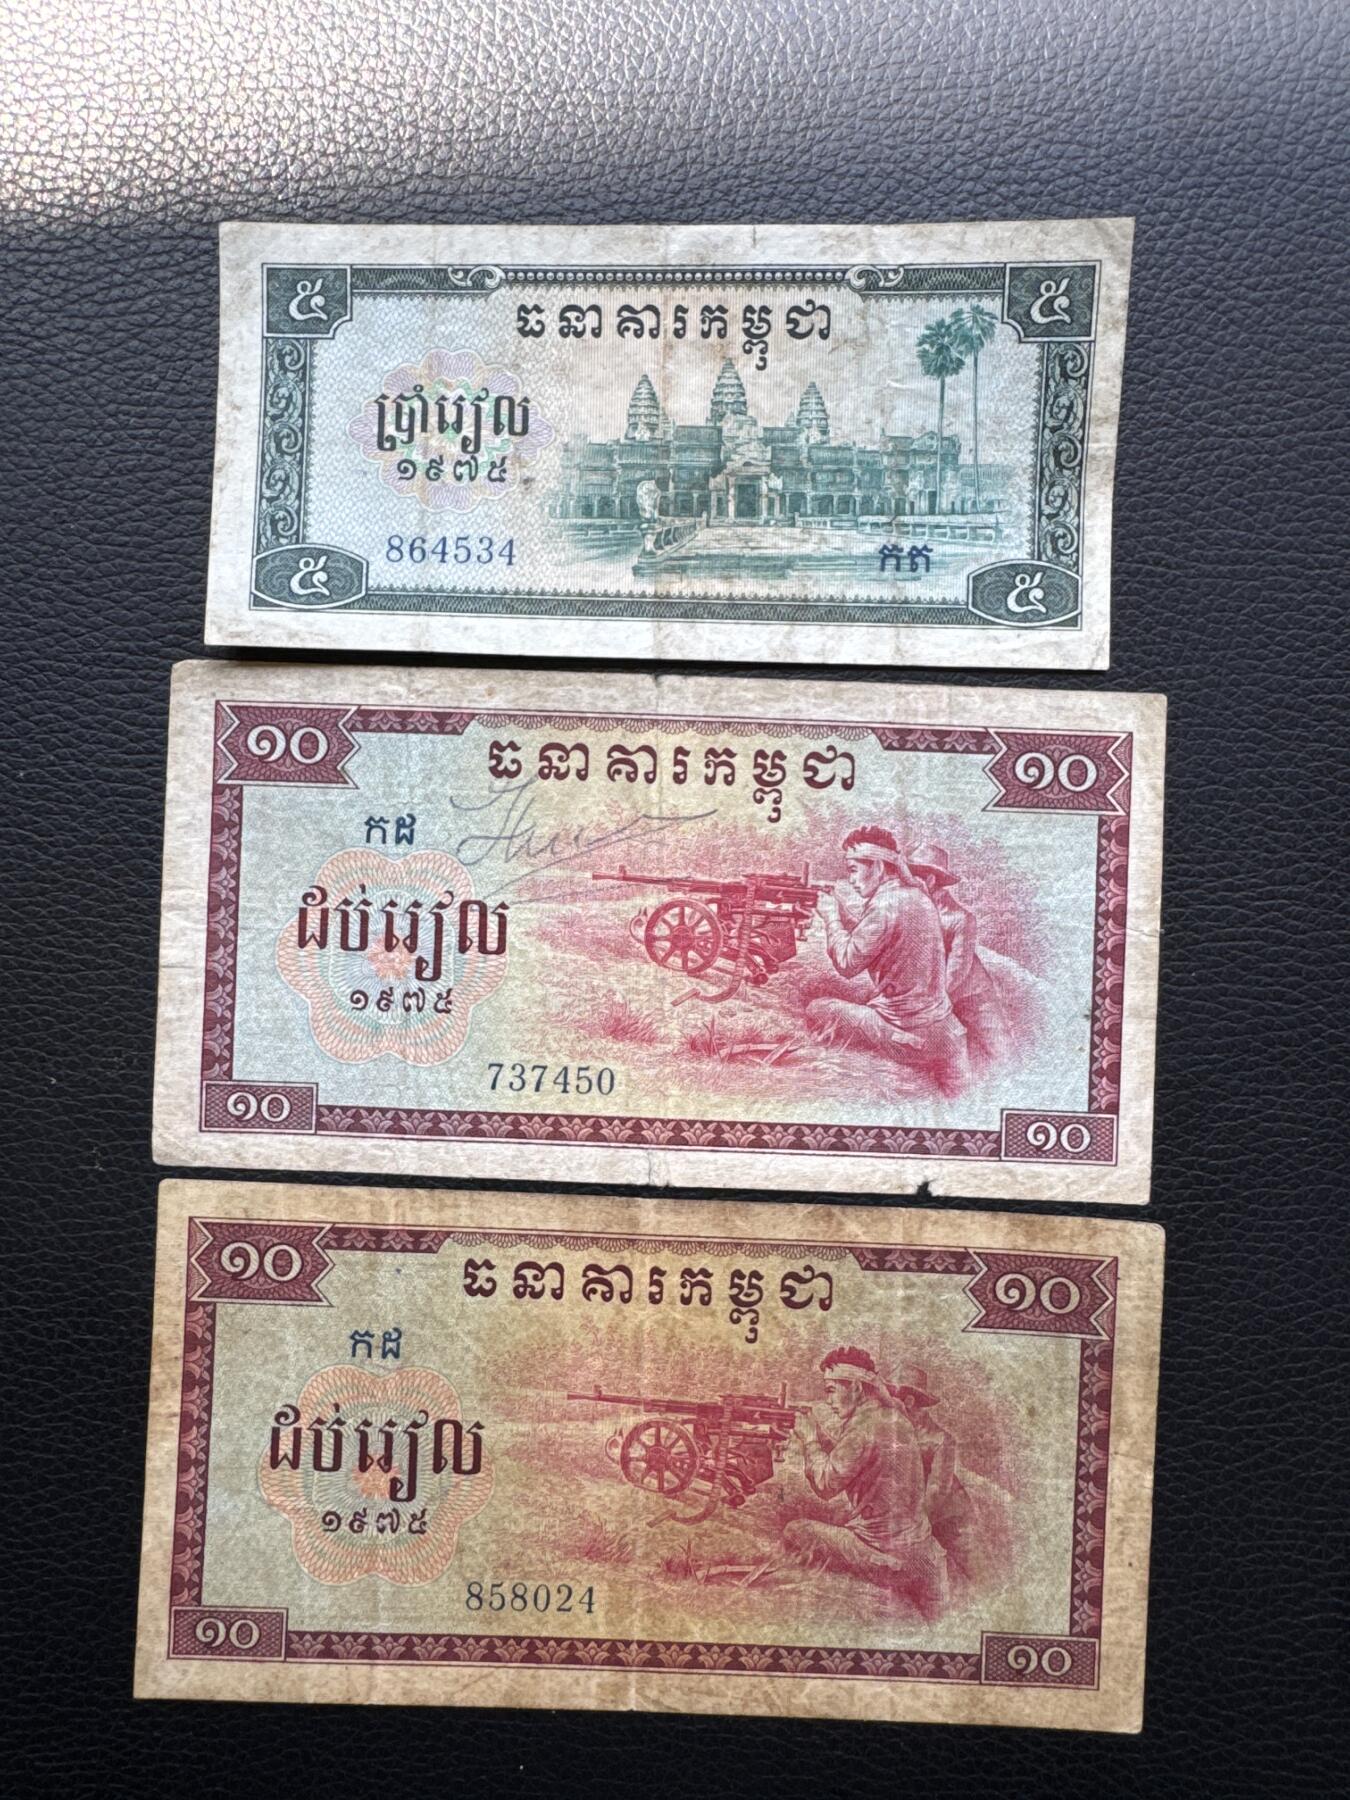 ៥ ៥
ធនាគារកម្ពុជា
ប្រាំរៀល
១៩៧៥
864534 កត
៥ ៥
១០ ១០
ធនាគារកម្ពុជា
កដ
ដប់រៀល
១៩៧៥
737450
១០ ១០
១០ ១០
ធនាគារកម្ពុជា
កដ
ដប់រៀល
១៩៧៥
858024
១០ ១០